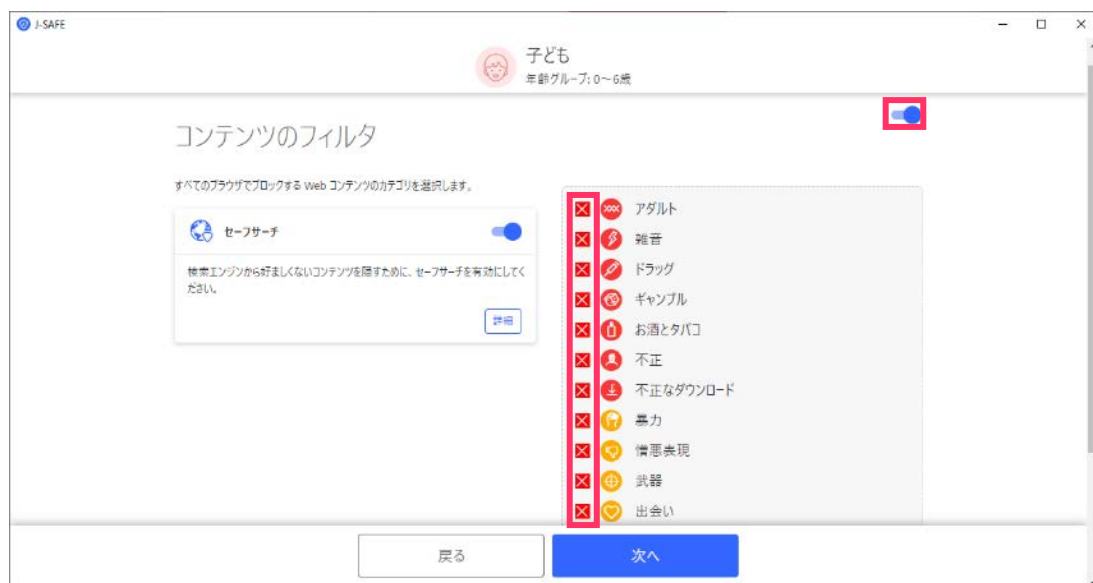 J-SAFE
子ども
年齢グループ: 0～6歳
コンテンツのフィルタ
すべてのブラウザでブロックする Web コンテンツのカテゴリを選択します。
セーフサーチ
検索エンジンから好ましくないコンテンツを隠すために、セーフサーチを有効にしてく
ださい。
詳細
アダルト
雑音
ドラッグ
ギャンブル
お酒とタバコ
不正
不正なダウンロード
暴力
憎悪表現
武器
出会い
戻る
次へ